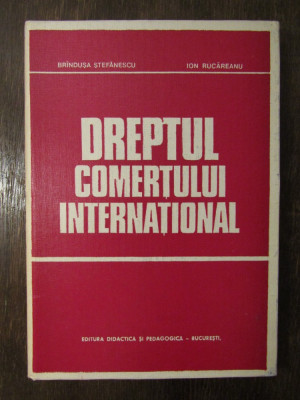 BRÎNDUȘA ȘTEFĂNESCU ION RUCĂREANU
DREPTUL
COMERȚULUI
INTERNAȚIONAL
EDITURA DIDACTICĂ ȘI PEDAGOGICĂ – BUCUREȘTI,